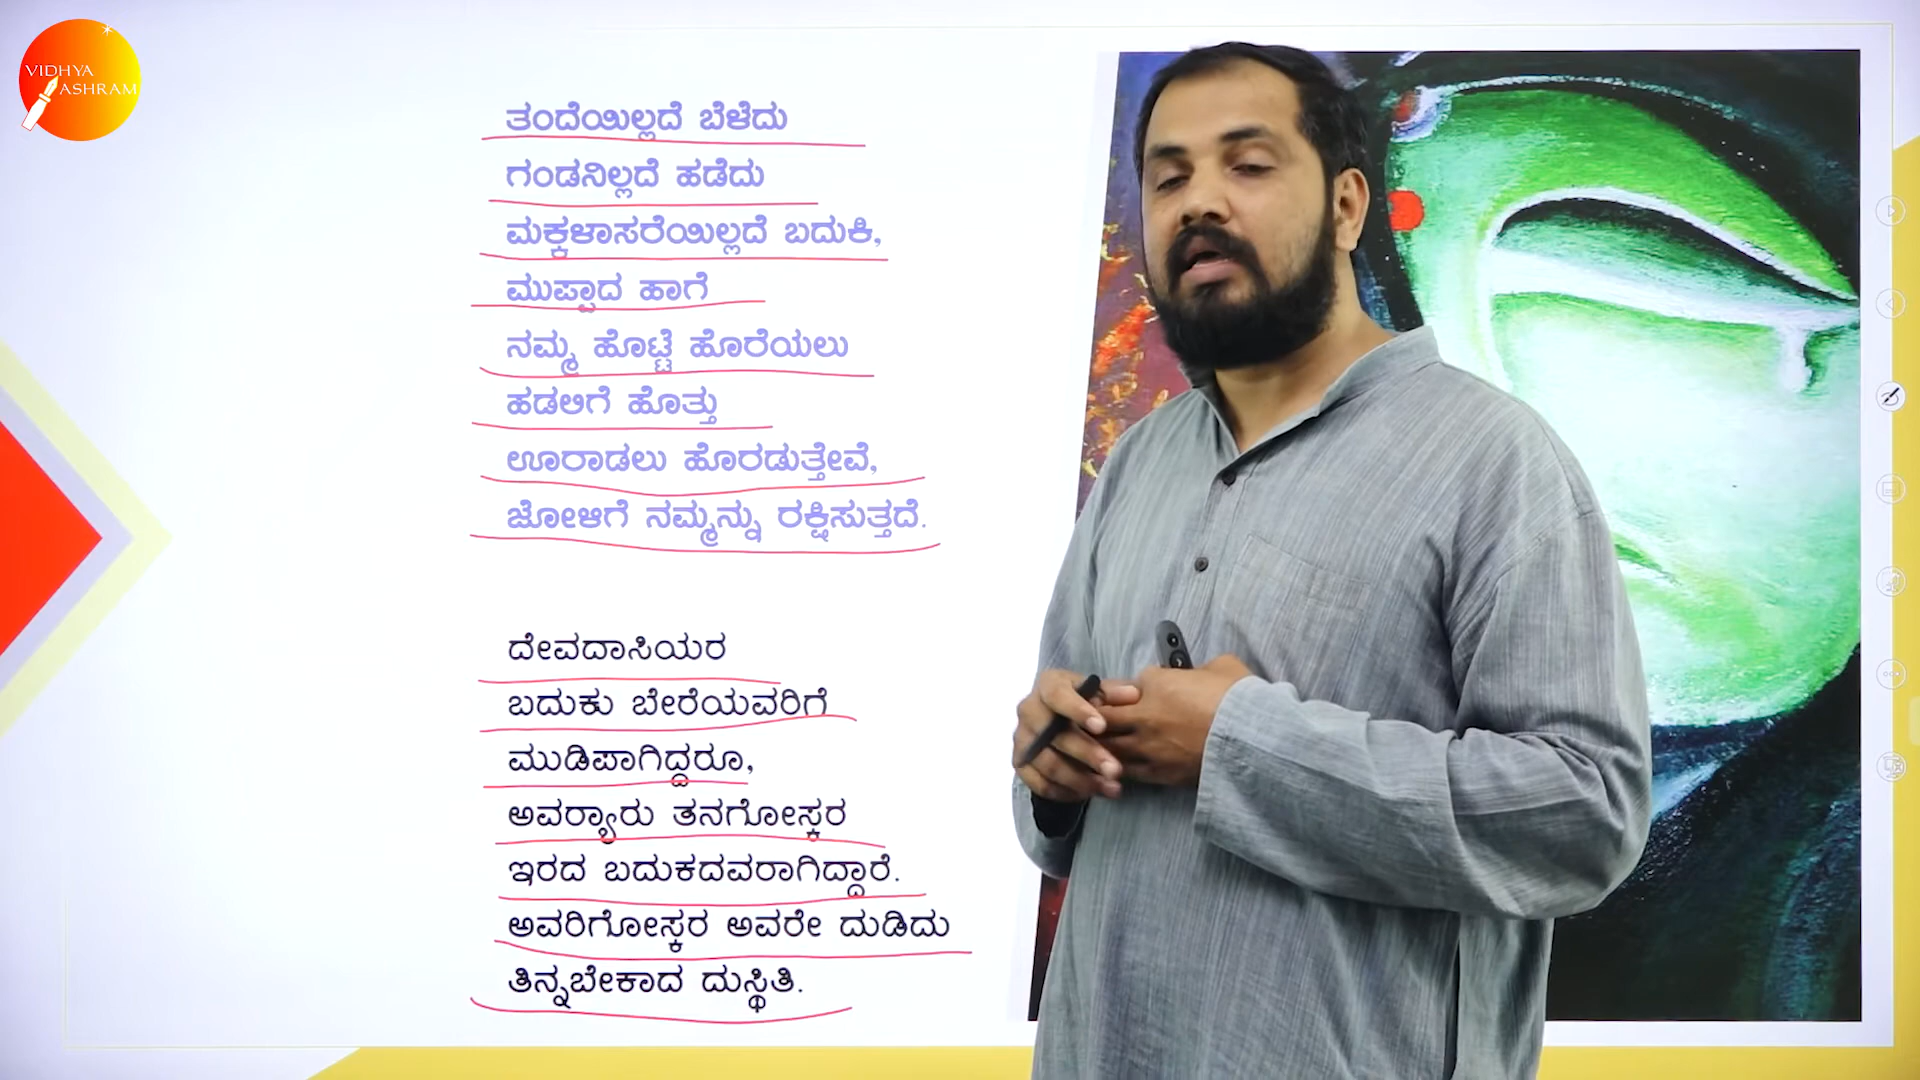 VIDHYA
ASHRAM
ತಂದೆಯಿಲ್ಲದೆ ಬೆಳೆದು
ಗಂಡನಿಲ್ಲದೆ ಹಡೆದು
ಮಕ್ಕಳಾಸರೆಯಿಲ್ಲದೆ ಬದುಕಿ,
ಮುಪ್ಪಾದ ಹಾಗೆ
ನಮ್ಮ ಹೊಟ್ಟೆ ಹೊರೆಯಲು
ಹಡಲಿಗೆ ಹೊತ್ತು
ಊರಾಡಲು ಹೊರಡುತ್ತೇವೆ,
ಜೋಳಿಗೆ ನಮ್ಮನ್ನು ರಕ್ಷಿಸುತ್ತದೆ.
ದೇವದಾಸಿಯರ
ಬದುಕು ಬೇರೆಯವರಿಗೆ
ಮುಡಿಪಾಗಿದ್ದರೂ,
ಅವರ‍್ಯಾರು ತನಗೋಸ್ಕರ
ಇರದ ಬದುಕದವರಾಗಿದ್ದಾರೆ.
ಅವರಿಗೋಸ್ಕರ ಅವರೇ ದುಡಿದು
ತಿನ್ನಬೇಕಾದ ದುಸ್ಥಿತಿ.